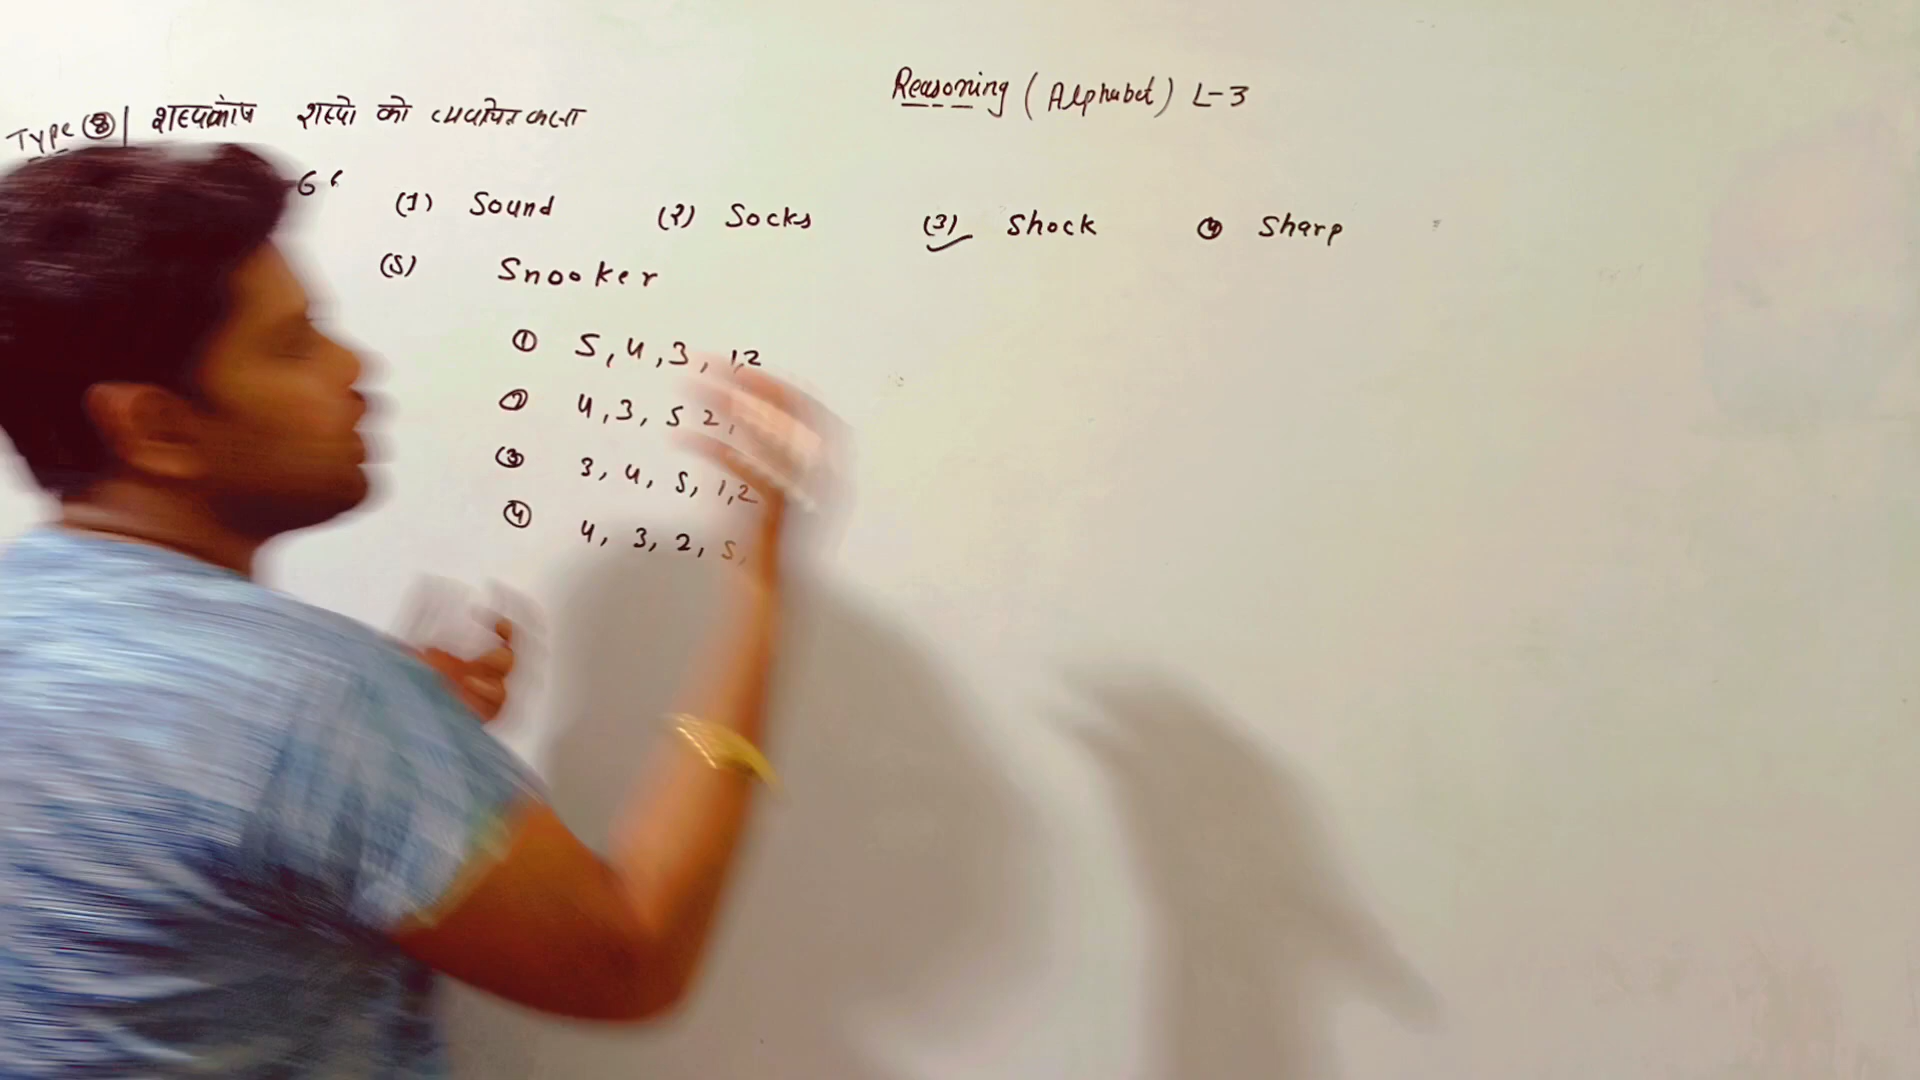 Reasoning (Alphabet) L-3
Type (8) | शब्दकोष शब्दो को व्यवस्थित करना
(1) Sound (2) Socks (3) Shock (4) Sharp
(5) Snooker
(1) 5, 4, 3, 1, 2
(2) 4, 3, 5 2,
(3) 3, 4, 5, 1, 2
(4) 4, 3, 2, 5,